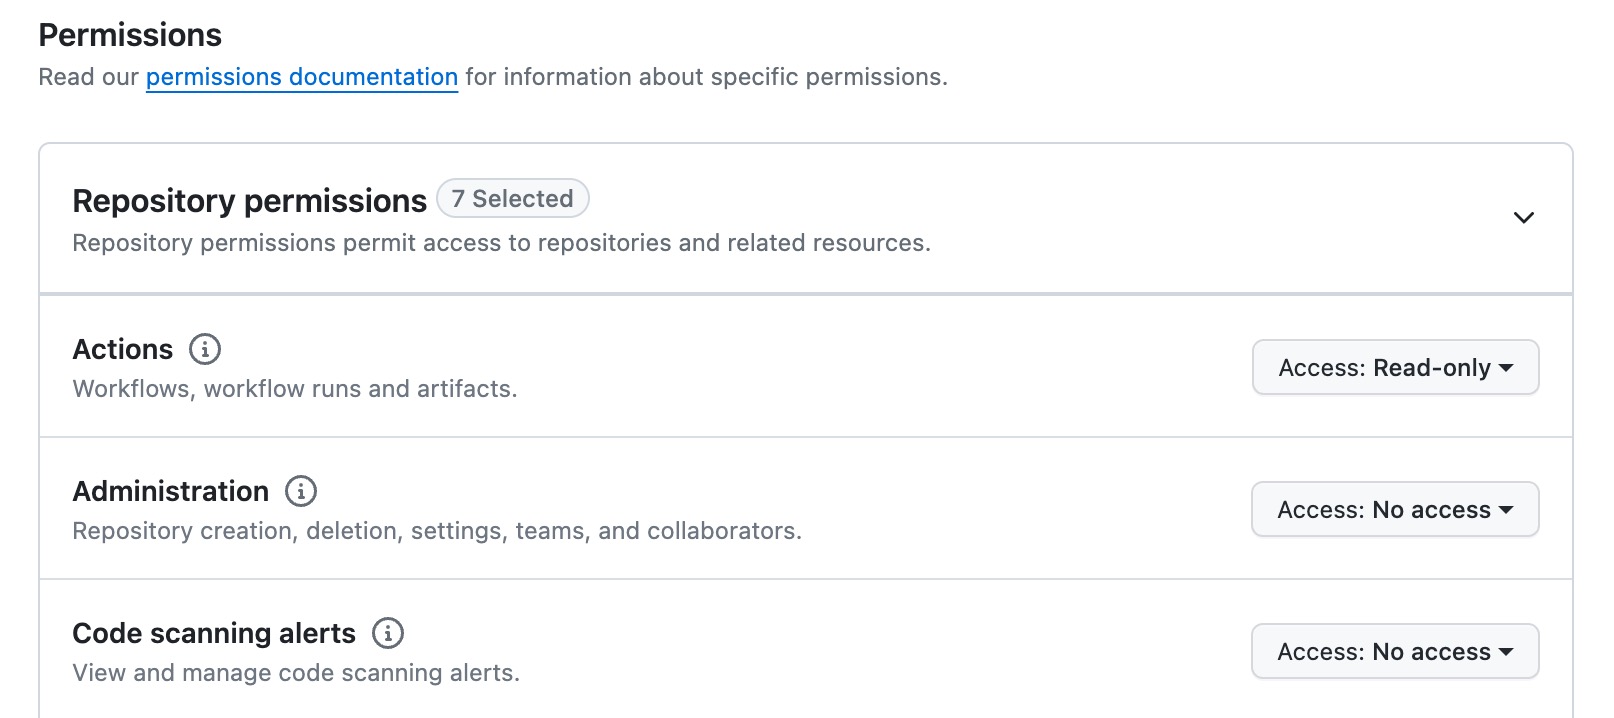 Permissions
Read our permissions documentation for information about specific permissions.
Repository permissions 7 Selected
Repository permissions permit access to repositories and related resources.
Actions
Workflows, workflow runs and artifacts.
Access: Read-only
Administration
Repository creation, deletion, settings, teams, and collaborators.
Access: No access
Code scanning alerts
View and manage code scanning alerts.
Access: No access